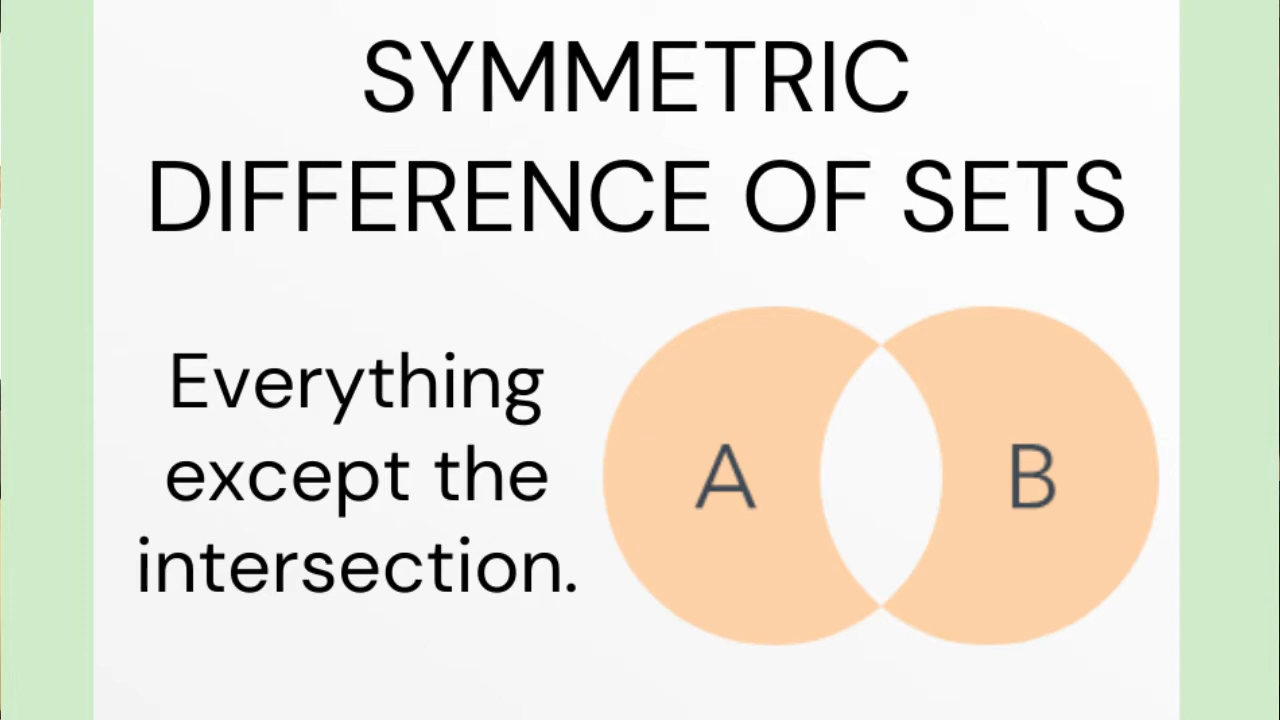 SYMMETRIC
DIFFERENCE OF SETS
Everything
except the
intersection.
A
B